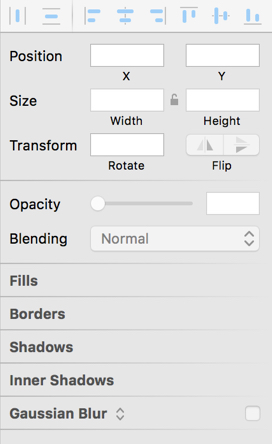 Position
X Y
Size
Width Height
Transform
Rotate Flip
Opacity
Blending Normal
Fills
Borders
Shadows
Inner Shadows
Gaussian Blur